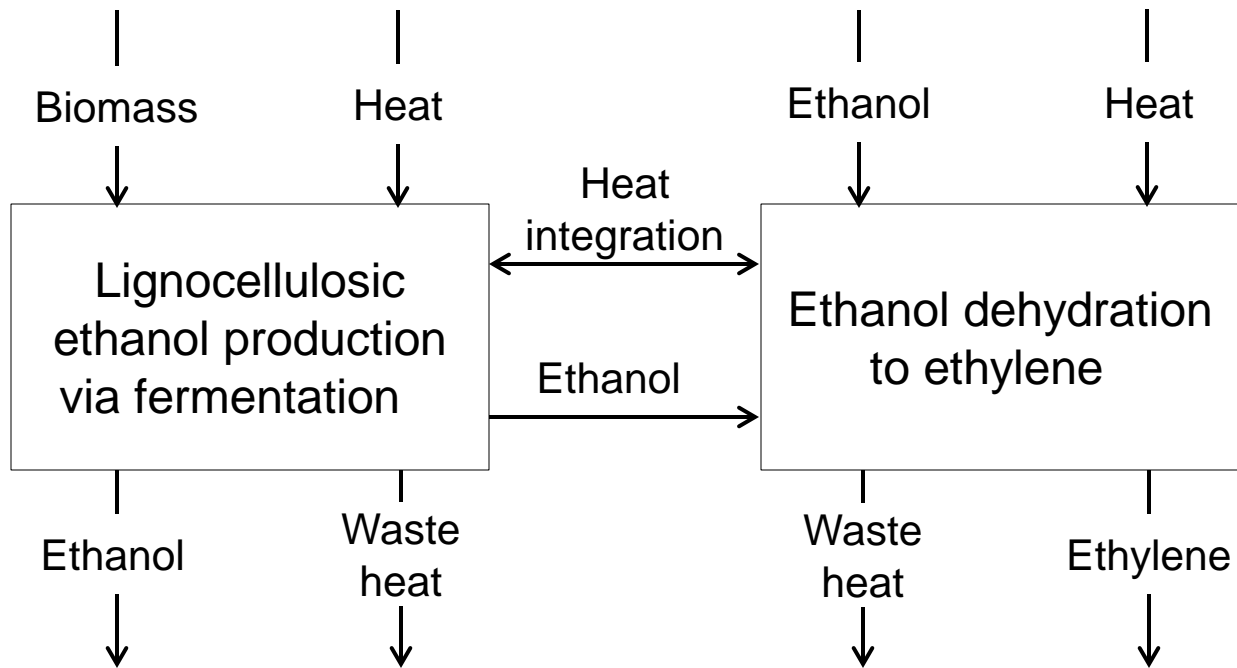 Biomass
Heat
Ethanol
Heat
Heat
integration
Lignocellulosic
ethanol production
via fermentation
Ethanol
Ethanol dehydration
to ethylene
Ethanol
Waste
heat
Waste
heat
Ethylene